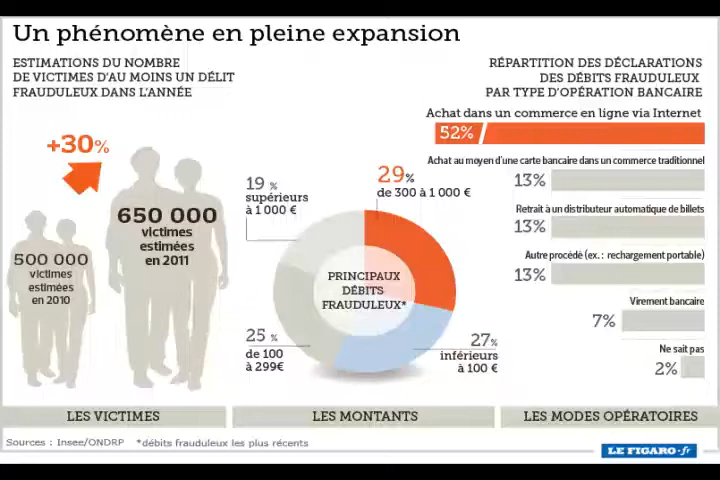 Un phénomène en pleine expansion
ESTIMATIONS DU NOMBRE
DE VICTIMES D'AU MOINS UN DÉLIT
FRAUDULEUX DANS L'ANNÉE
+30%
500 000
victimes
estimées
en 2010
650 000
victimes
estimées
en 2011
LES VICTIMES
19 %
supérieurs
à 1 000 €
29%
de 300 à 1 000 €
PRINCIPAUX
DÉBITS
FRAUDULEUX*
25 %
de 100
à 299€
27%
inférieurs
à 100 €
LES MONTANTS
RÉPARTITION DES DÉCLARATIONS
DES DÉBITS FRAUDULEUX
PAR TYPE D'OPÉRATION BANCAIRE
Achat dans un commerce en ligne via Internet
52%
Achat au moyen d'une carte bancaire dans un commerce traditionnel
13%
Retrait à un distributeur automatique de billets
13%
Autre procédé (ex. : rechargement portable)
13%
Virement bancaire
7%
Ne sait pas
2%
LES MODES OPÉRATOIRES
Sources : Insee/ONDRP *débits frauduleux les plus récents
LE FIGARO·fr